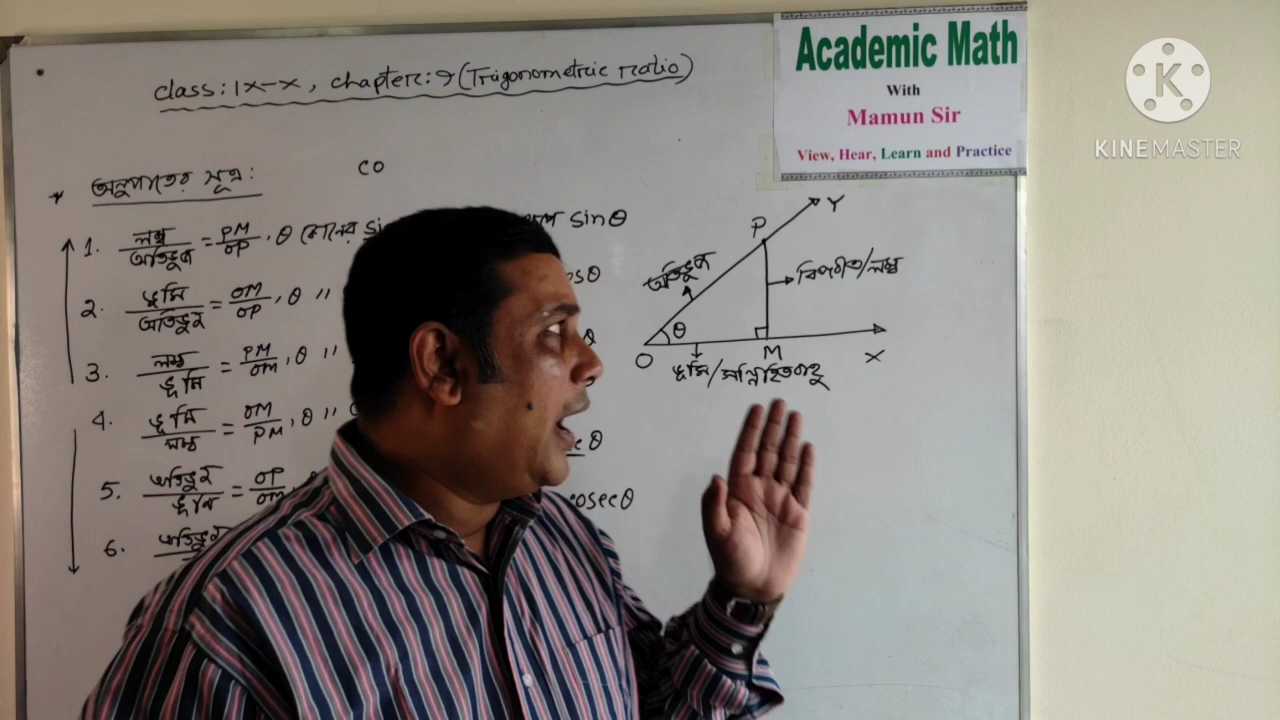 class: IX-X, chapter: 9 (Trigonometric ratio)
Academic Math
With
Mamun Sir
View, Hear, Learn and Practice
KINEMASTER
* অনুপাতের সূত্র:
co
1. লম্ব/অতিভুজ = PM/OP, θ কোনের sinθ
2. ভূমি/অতিভুজ = OM/OP, θ "
3. লম্ব/ভূমি = PM/OM, θ "
4. ভূমি/লম্ব = OM/PM, θ "
5. অতিভুজ/ভূমি = OP/OM cosecθ
6. অতিভুজ
Y
P
অতিভুজ
বিপরীত/লম্ব
θ
O
M
X
ভূমি/সন্নিহিতবাহু